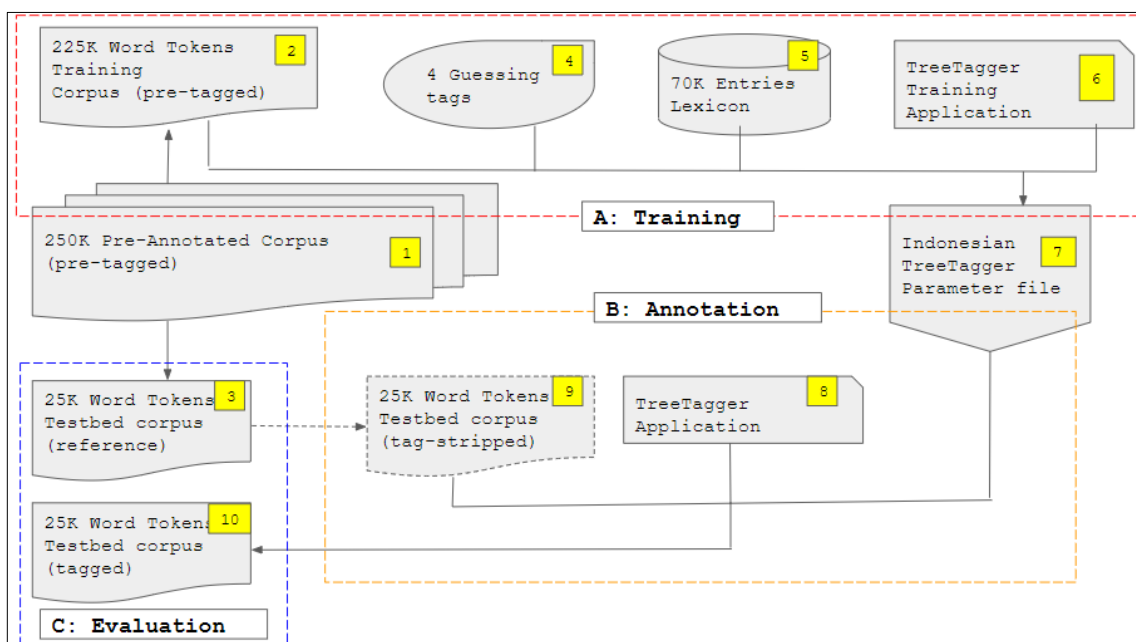 225K Word Tokens
Training
Corpus (pre-tagged)
2
4 Guessing
tags
4
70K Entries
Lexicon
5
TreeTagger
Training
Application
6
A: Training
250K Pre-Annotated Corpus
(pre-tagged)
1
Indonesian
TreeTagger
Parameter file
7
B: Annotation
25K Word Tokens
Testbed corpus
(reference)
3
25K Word Tokens
Testbed corpus
(tag-stripped)
9
TreeTagger
Application
8
25K Word Tokens
Testbed corpus
(tagged)
10
C: Evaluation